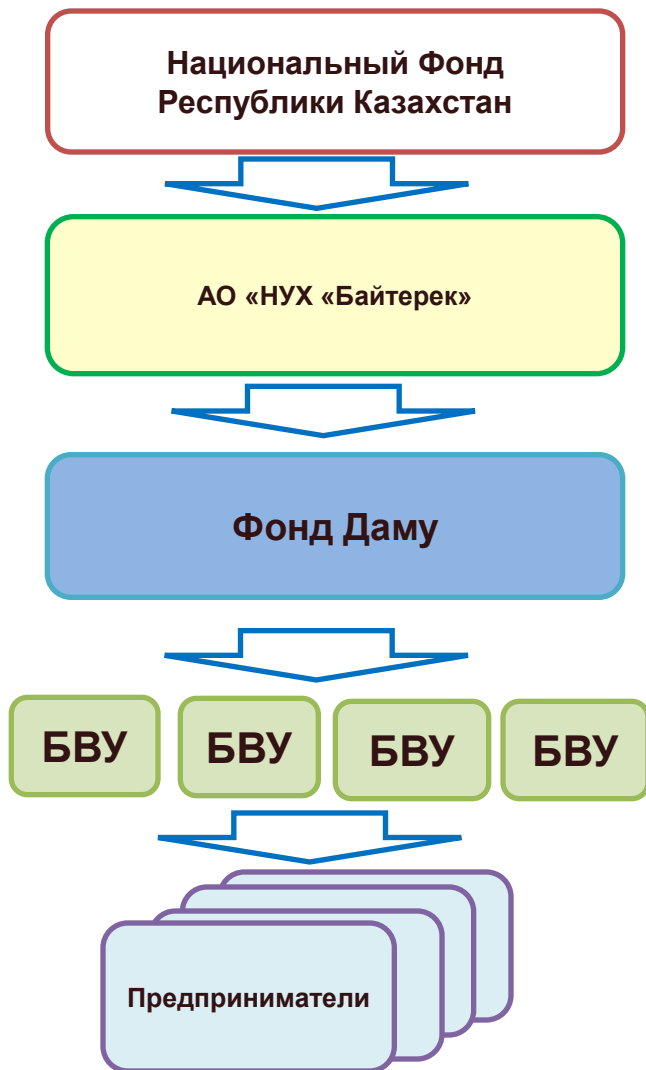 Национальный Фонд
Республики Казахстан
АО «НУХ «Байтерек»
Фонд Даму
БВУ БВУ БВУ БВУ
Предприниматели